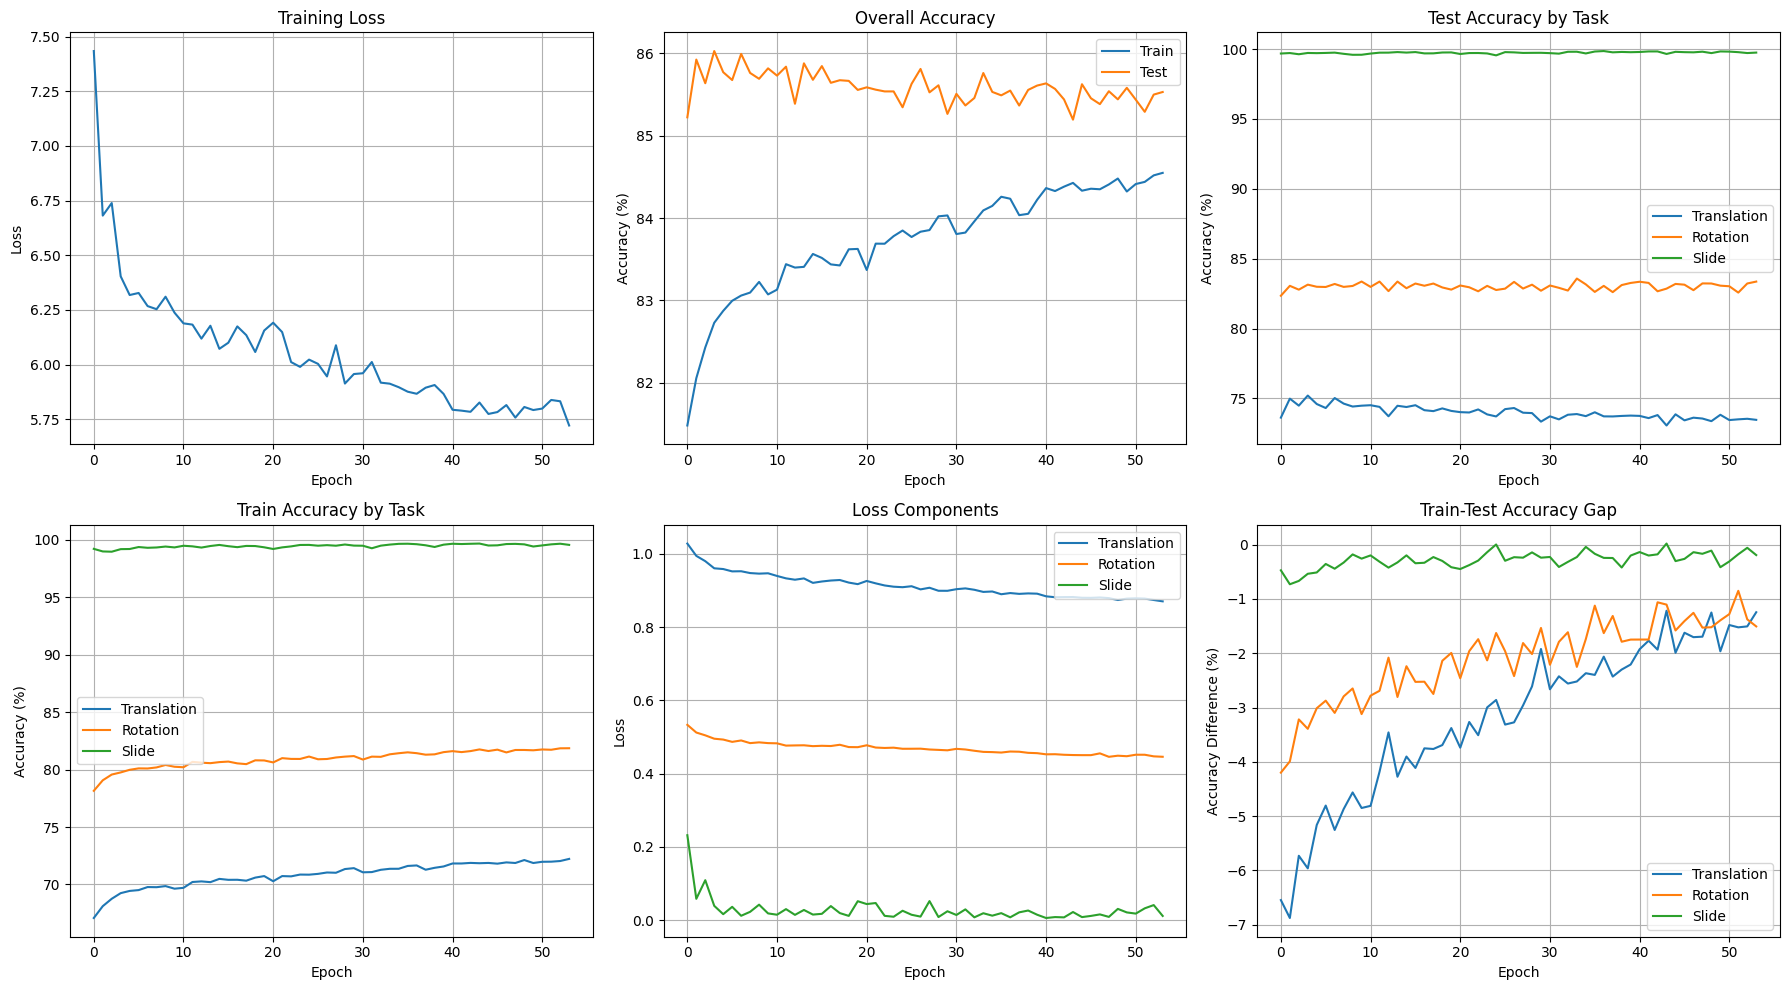 Training Loss
7.50
7.25
7.00
6.75
6.50
6.25
6.00
5.75
Loss
0 10 20 30 40 50
Epoch
Overall Accuracy
86
85
84
83
82
Accuracy (%)
Train
Test
0 10 20 30 40 50
Epoch
Test Accuracy by Task
100
95
90
85
80
75
Accuracy (%)
Translation
Rotation
Slide
0 10 20 30 40 50
Epoch
Train Accuracy by Task
100
95
90
85
80
75
70
Accuracy (%)
Translation
Rotation
Slide
0 10 20 30 40 50
Epoch
Loss Components
1.0
0.8
0.6
0.4
0.2
0.0
Loss
Translation
Rotation
Slide
0 10 20 30 40 50
Epoch
Train-Test Accuracy Gap
0
−1
−2
−3
−4
−5
−6
−7
Accuracy Difference (%)
Translation
Rotation
Slide
0 10 20 30 40 50
Epoch